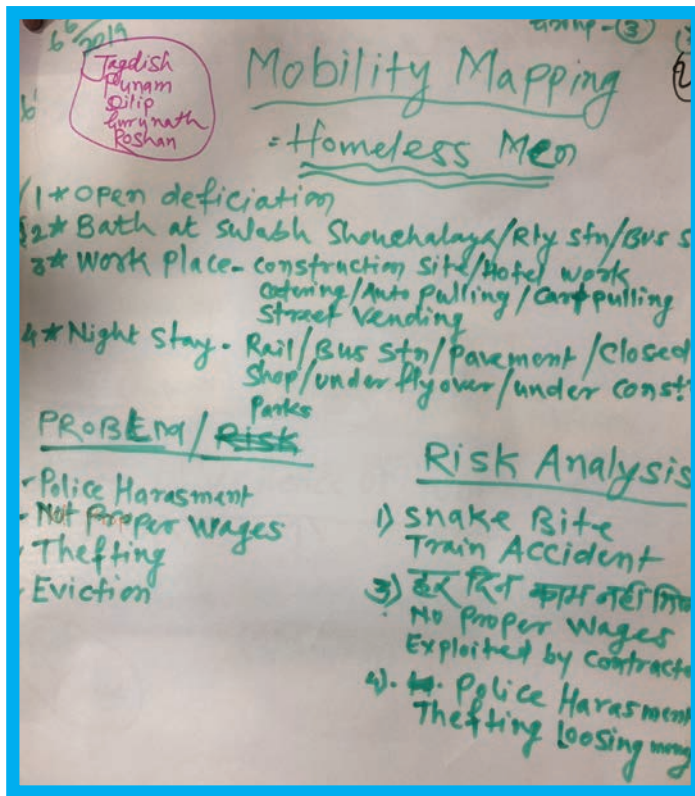 6/6/2019
③
Jagdish
Punam
Dilip
Gurunath
Roshan
Mobility Mapping
= Homeless Men
1* Open deficiation
2* Bath at Sulabh Shouchalaya/Rly Stn/Bus S
3* Work Place - Construction Site/Hotel work
Catering/Auto Pulling/Cart pulling
Street Vending
4* Night Stay - Rail/Bus Stn/Pavement/Closed
Shop/under flyover/under const.
Parks
PROBLEM/Risk
- Police Harasment
- Not Proper Wages
- Thefting
- Eviction
Risk Analysis
1) Snake Bite
Train Accident
3) हर दिन काम नहीं
No Proper Wages
Exploited by Contracto
4). Police Harasment
Thefting Loosing money